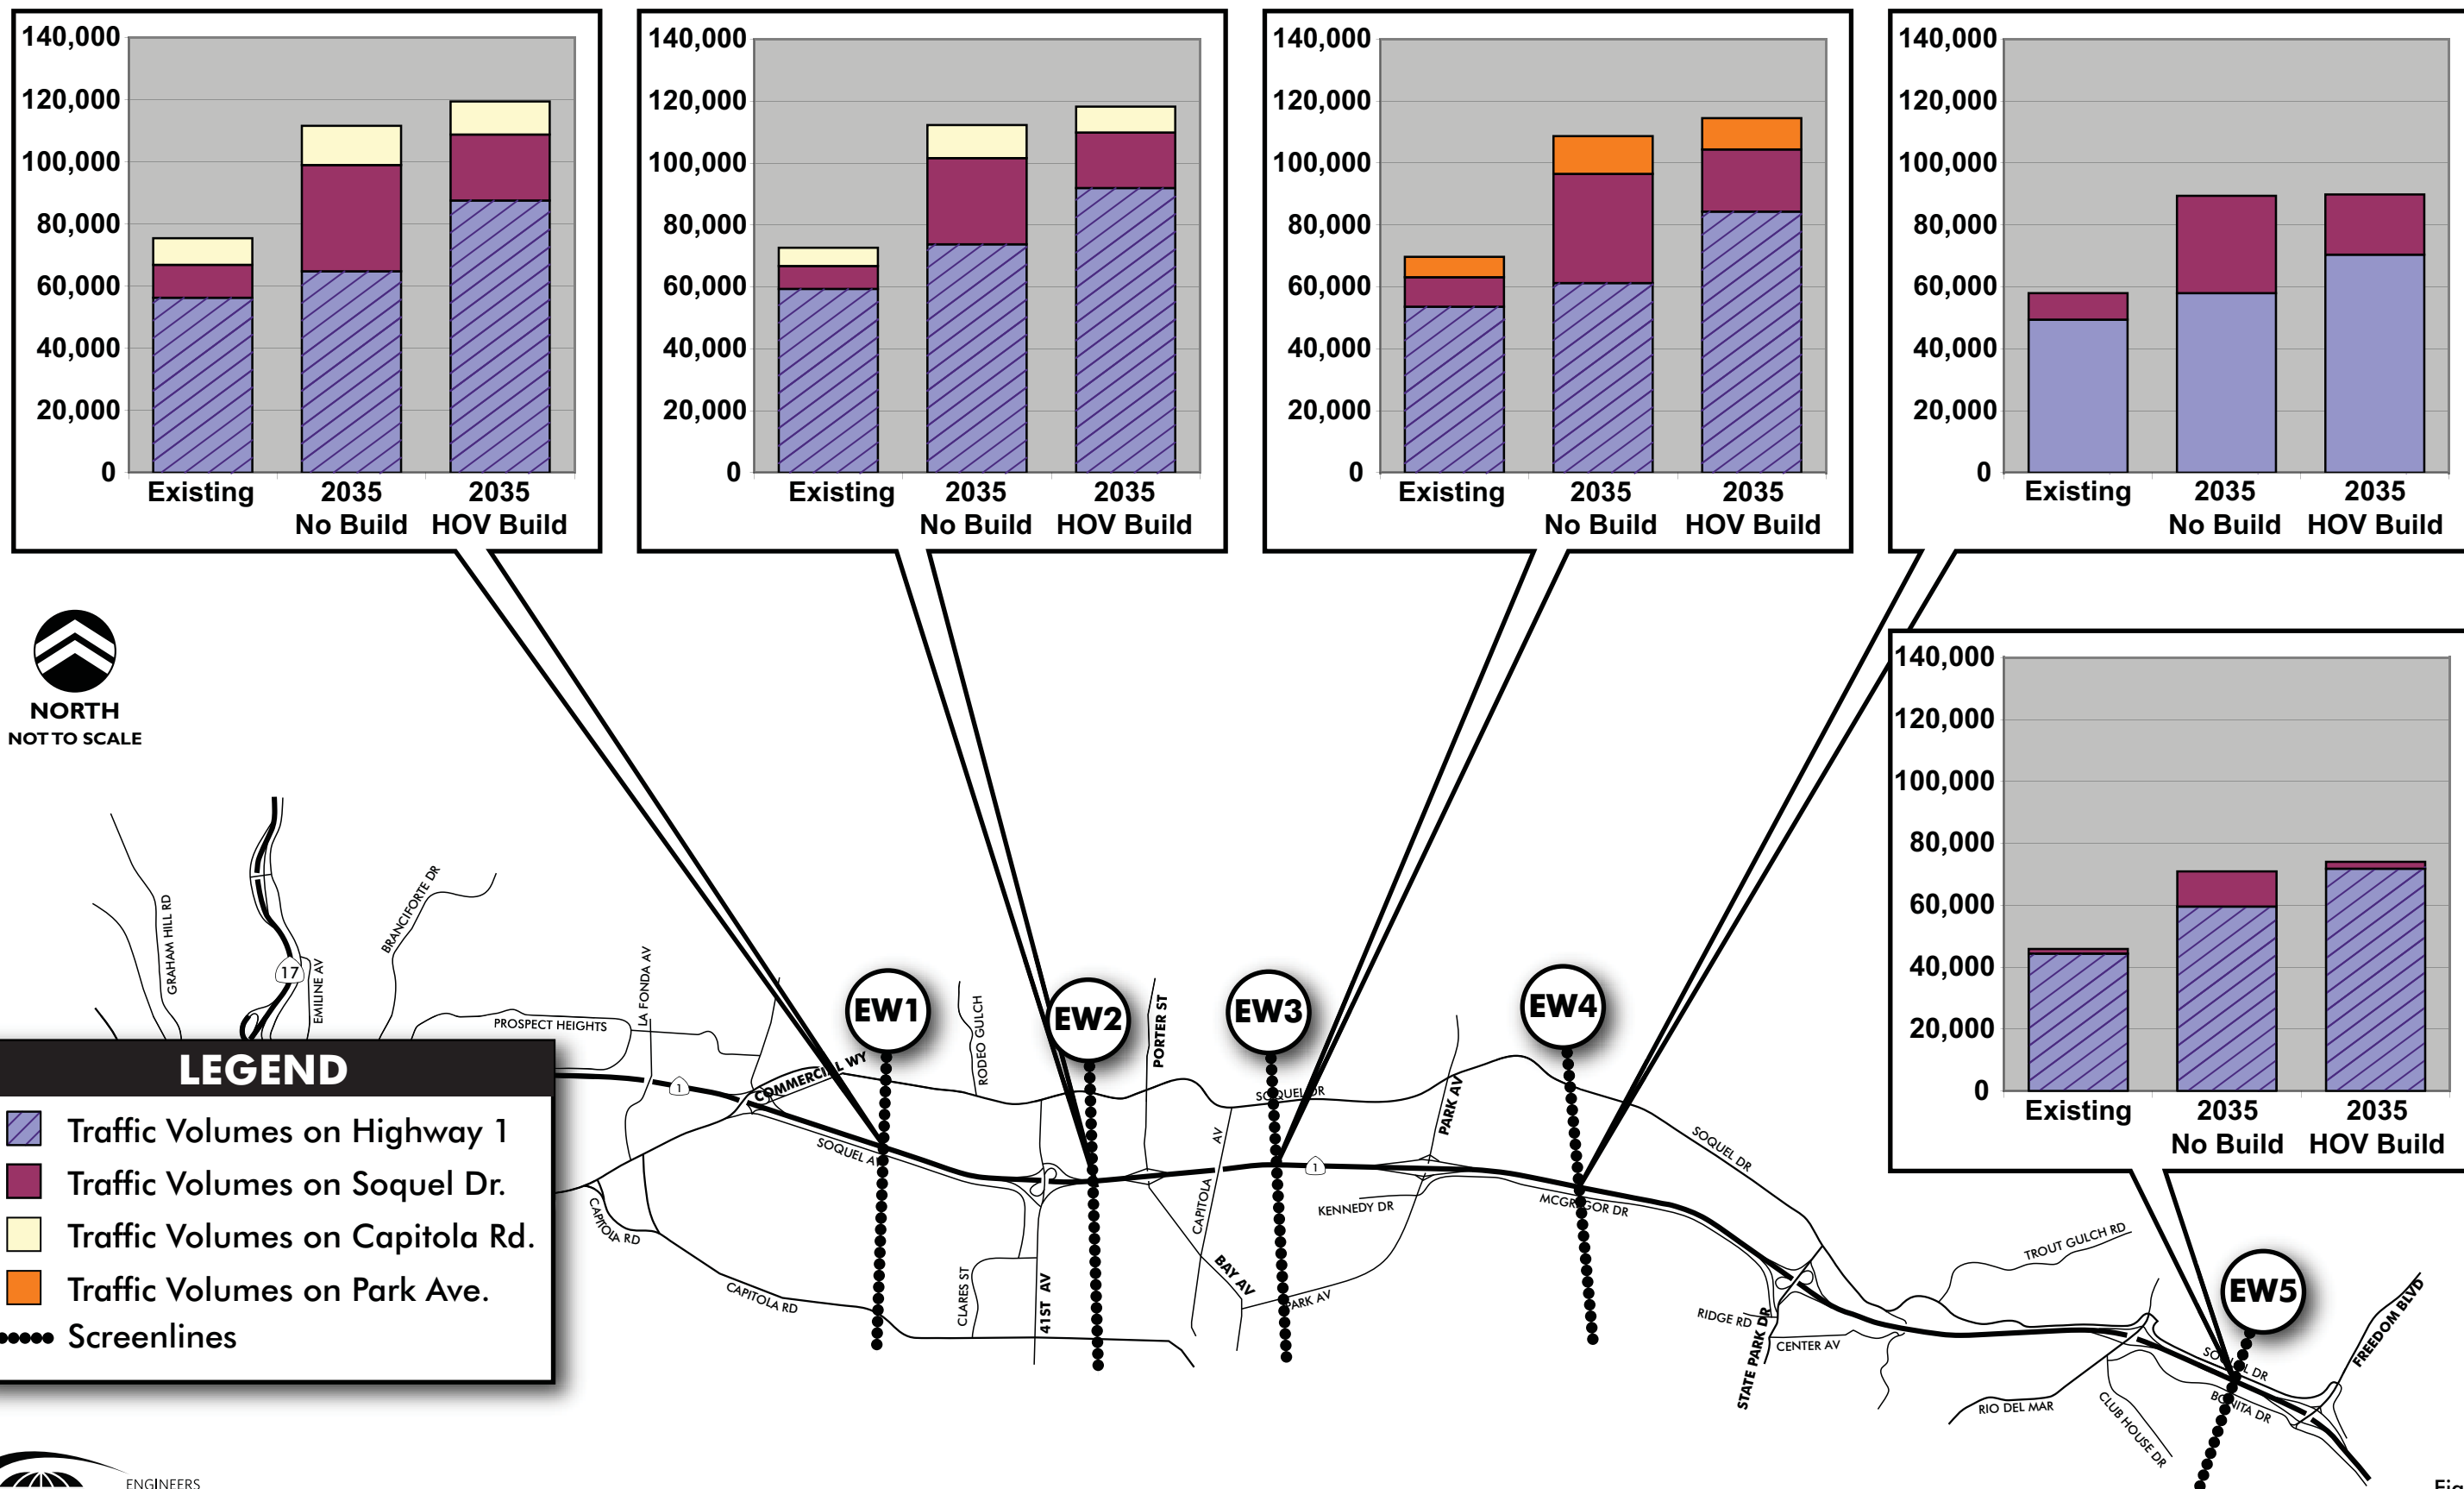 140,000
120,000
100,000
80,000
60,000
40,000
20,000
0
Existing
2035
No Build
2035
HOV Build
140,000
120,000
100,000
80,000
60,000
40,000
20,000
0
Existing
2035
No Build
2035
HOV Build
140,000
120,000
100,000
80,000
60,000
40,000
20,000
0
Existing
2035
No Build
2035
HOV Build
140,000
120,000
100,000
80,000
60,000
40,000
20,000
0
Existing
2035
No Build
2035
HOV Build
NORTH
NOT TO SCALE
140,000
120,000
100,000
80,000
60,000
40,000
20,000
0
Existing
2035
No Build
2035
HOV Build
GRAHAM HILL RD
17
EMILINE AV
BRANCIFORTE DR
PROSPECT HEIGHTS
LA FONDA AV
1
COMMERCIAL WY
EW1
RODEO GULCH
EW2
PORTER ST
EW3
SOQUEL DR
PARK AV
EW4
SOQUEL DR
SOQUEL AV
CAPITOLA RD
CAPITOLA RD
CLARES ST
41ST AV
CAPITOLA AV
BAY AV
1
KENNEDY DR
PARK AV
MCGREGOR DR
RIDGE RD
STATE PARK DR
CENTER AV
TROUT GULCH RD
EW5
FREEDOM BLVD
SOQUEL DR
BONITA DR
RIO DEL MAR
CLUB HOUSE DR
LEGEND
Traffic Volumes on Highway 1
Traffic Volumes on Soquel Dr.
Traffic Volumes on Capitola Rd.
Traffic Volumes on Park Ave.
Screenlines
ENGINEERS
Fig